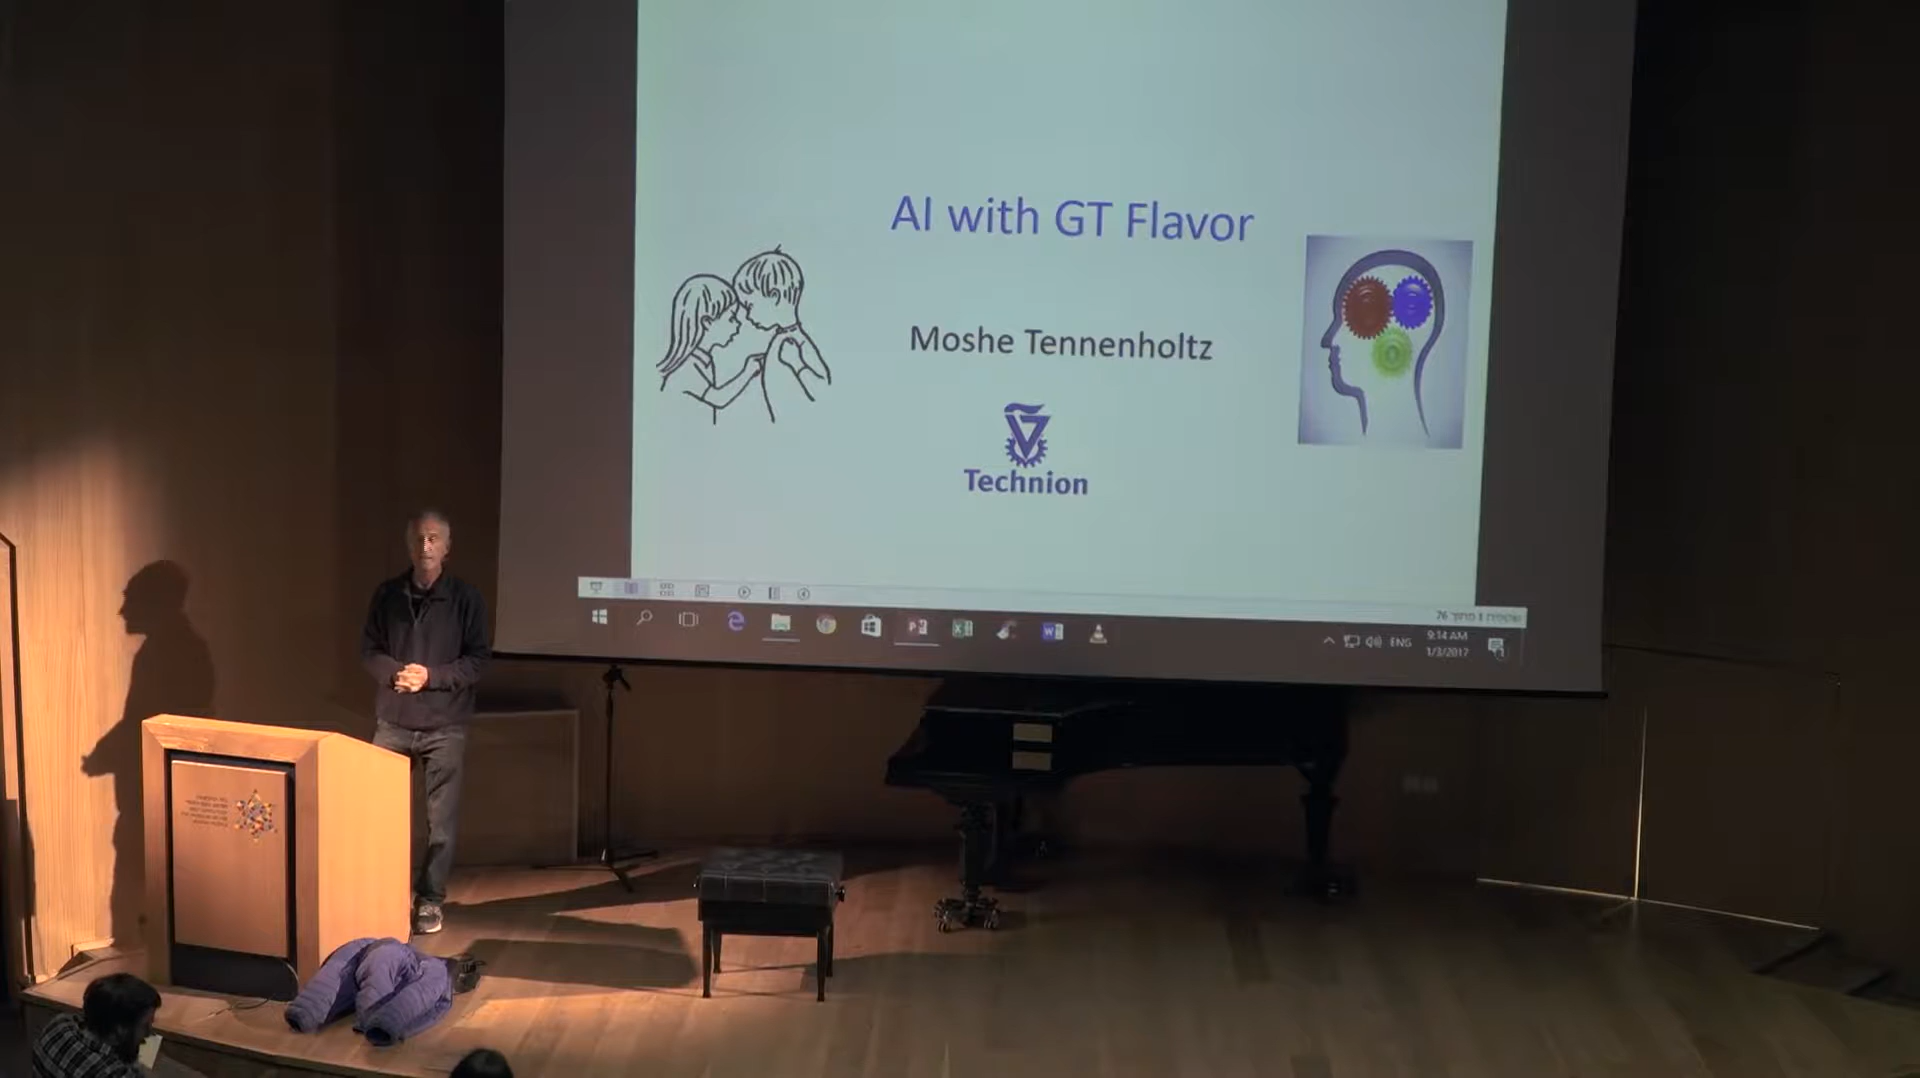 AI with GT Flavor
Moshe Tennenholtz
Technion
ENG
9:14 AM
1/3/2017